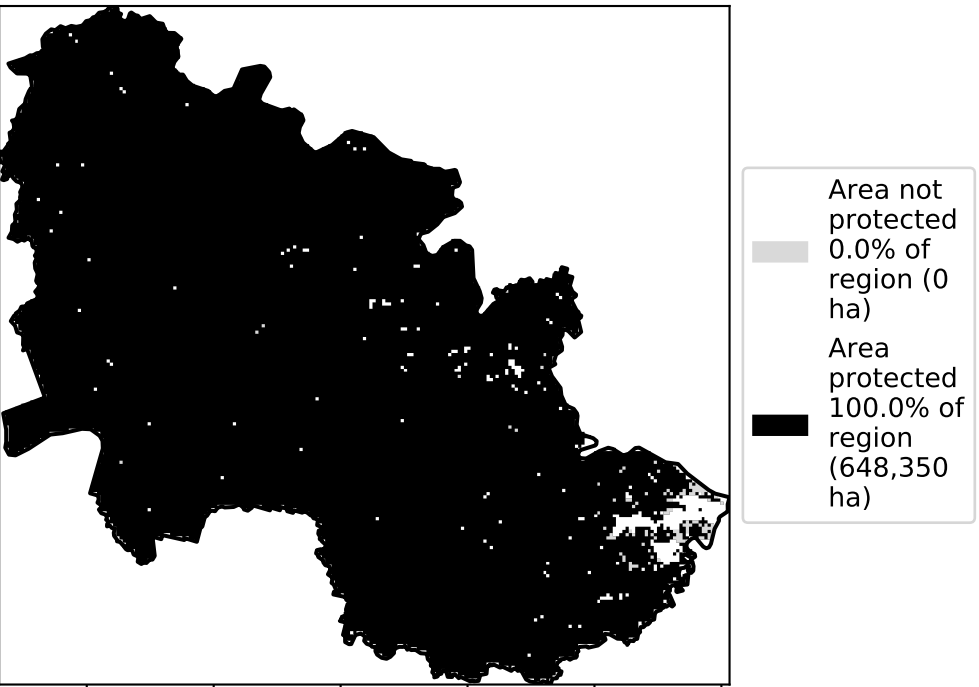 Area not
protected
0.0% of
region (0
ha)
Area
protected
100.0% of
region
(648,350
ha)